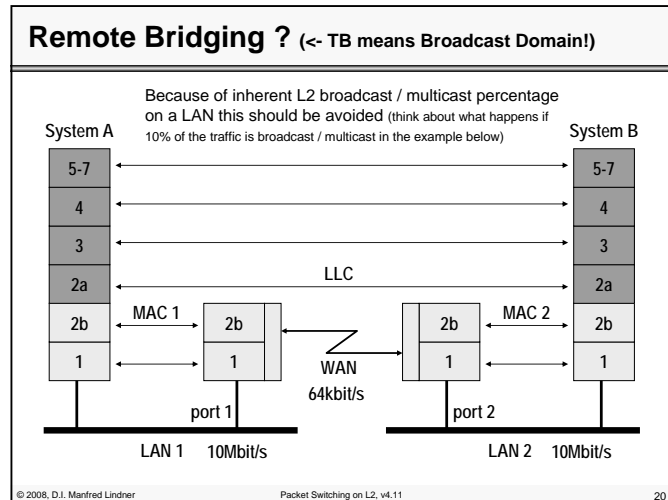 Remote Bridging ? (<- TB means Broadcast Domain!)
Because of inherent L2 broadcast / multicast percentage
on a LAN this should be avoided (think about what happens if
10% of the traffic is broadcast / multicast in the example below)
System A
System B
5-7
5-7
4
4
3
3
2a
LLC
2a
2b
MAC 1
2b
2b
MAC 2
2b
1
1
WAN
1
1
64kbit/s
port 1
port 2
LAN 1 10Mbit/s
LAN 2 10Mbit/s
© 2008, D.I. Manfred Lindner
Packet Switching on L2, v4.11
20